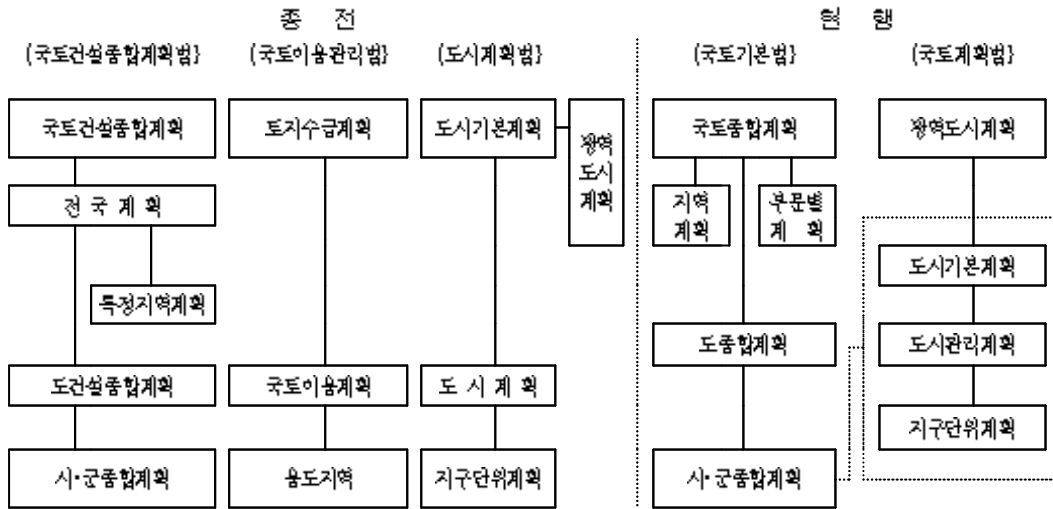 종 전
현 행
(국토건설종합계획법)
(국토이용관리법)
(도시계획법)
(국토기본법)
(국토계획법)
국토건설종합계획
토지수급계획
도시기본계획
광역
도시
계획
국토종합계획
광역도시계획
전 국 계 획
지역
계획
부문별
계 획
도시기본계획
특정지역계획
도종합계획
도시관리계획
도건설종합계획
국토이용계획
도 시 계 획
지구단위계획
시·군종합계획
용도지역
지구단위계획
시·군종합계획